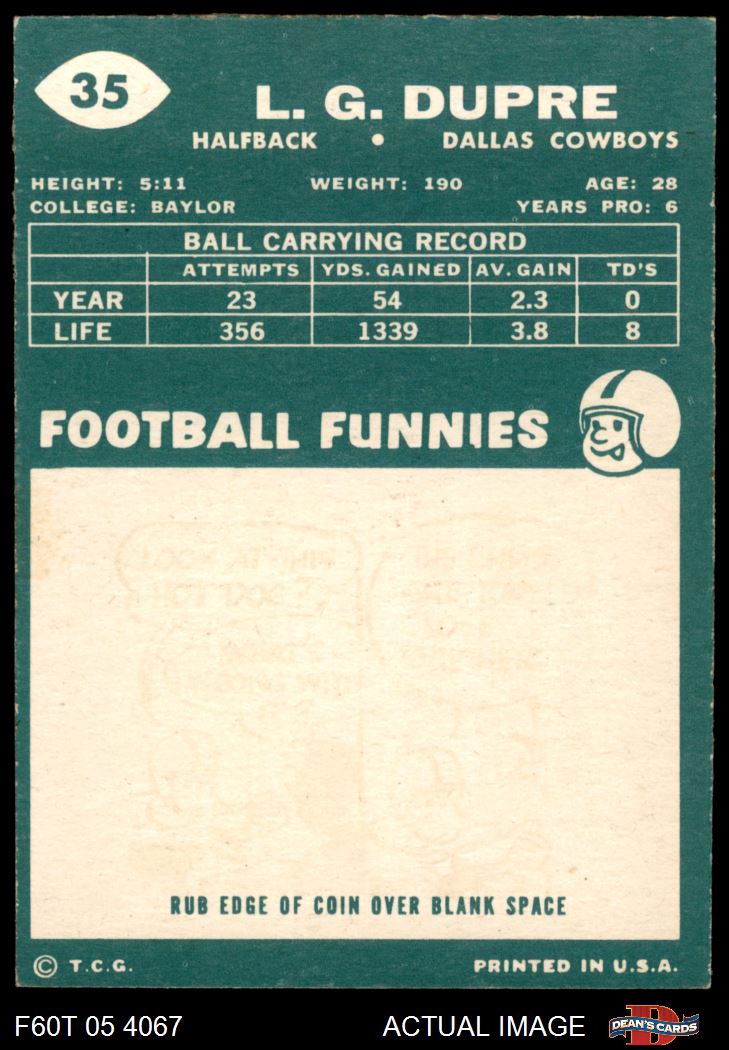 35
L. G. DUPRE
HALFBACK • DALLAS COWBOYS
HEIGHT: 5:11 WEIGHT: 190 AGE: 28
COLLEGE: BAYLOR YEARS PRO: 6
BALL CARRYING RECORD
ATTEMPTS YDS. GAINED AV. GAIN TD'S
YEAR 23 54 2.3 0
LIFE 356 1339 3.8 8
FOOTBALL FUNNIES
RUB EDGE OF COIN OVER BLANK SPACE
© T.C.G. PRINTED IN U.S.A.
F60T 05 4067 ACTUAL IMAGE DEAN'S CARDS